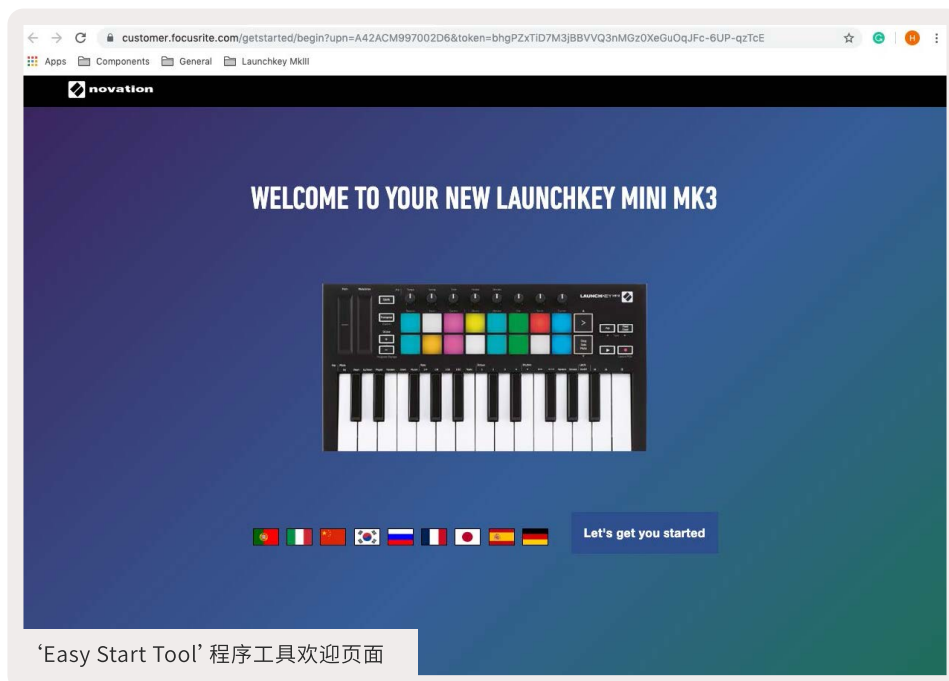 customer.focusrite.com/getstarted/begin?upn=A42ACM997002D6&token=bhgPZxTiD7M3jBBVVQ3nMGz0XeGuOqJFc-6UP-qzTcE
H
Apps Components General Launchkey MkIII
novation
WELCOME TO YOUR NEW LAUNCHKEY MINI MK3
LAUNCHKEY
Let's get you started
‘Easy Start Tool’ 程序工具欢迎页面